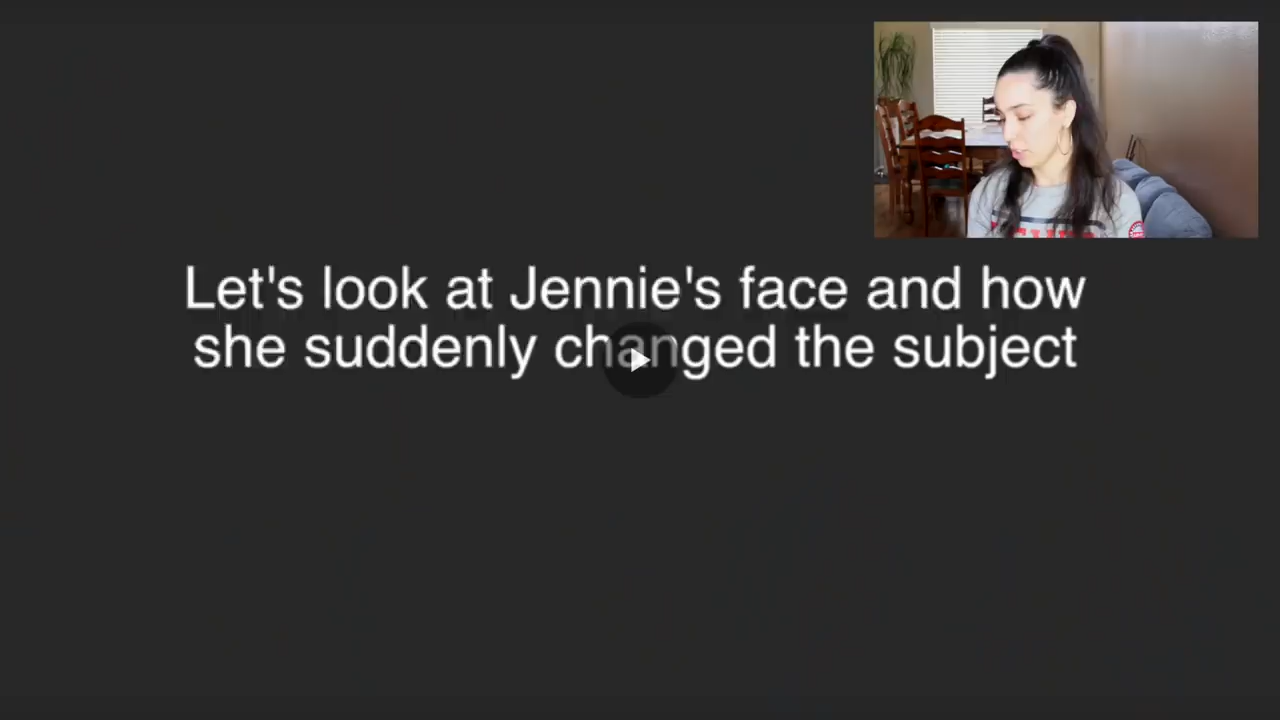 Let's look at Jennie's face and how
she suddenly changed the subject